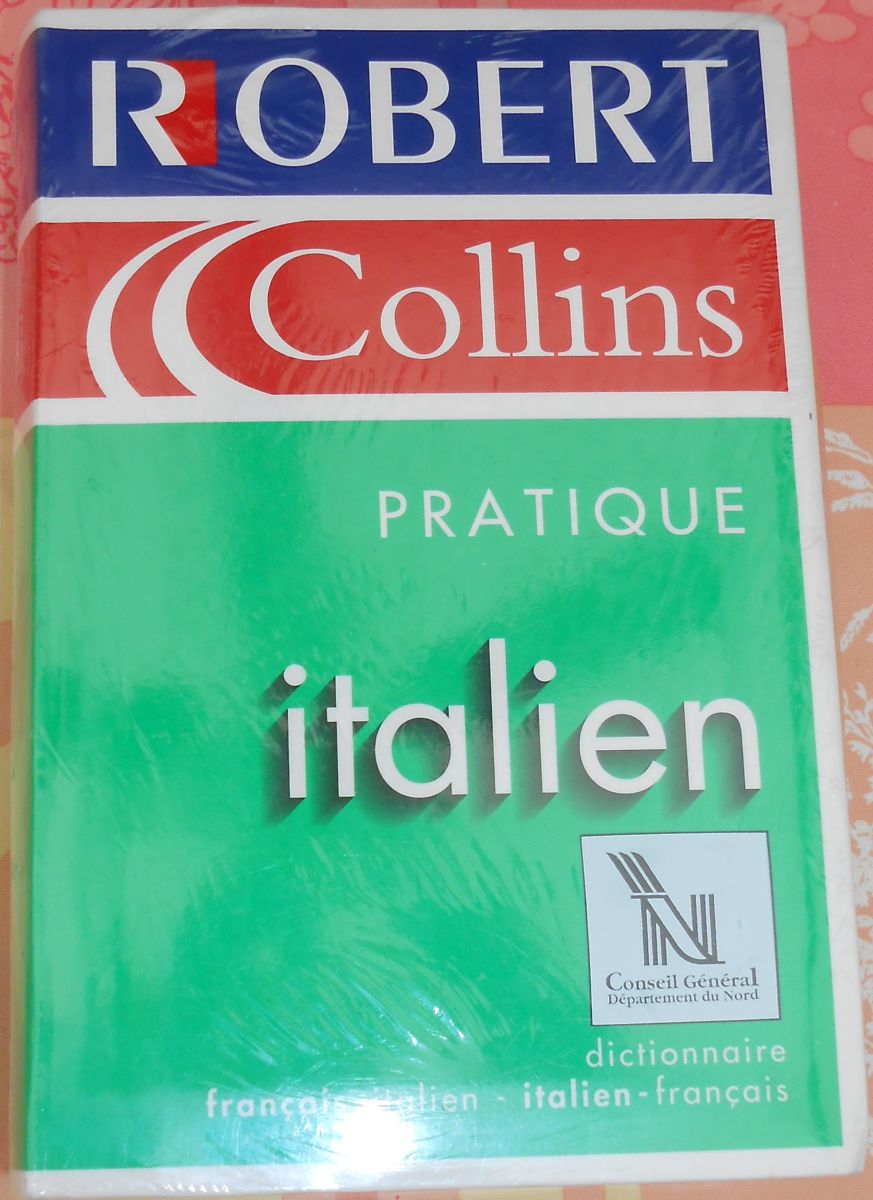 ROBERT
Collins
PRATIQUE
italien
Conseil Général
Département du Nord
dictionnaire
français-italien - italien-français